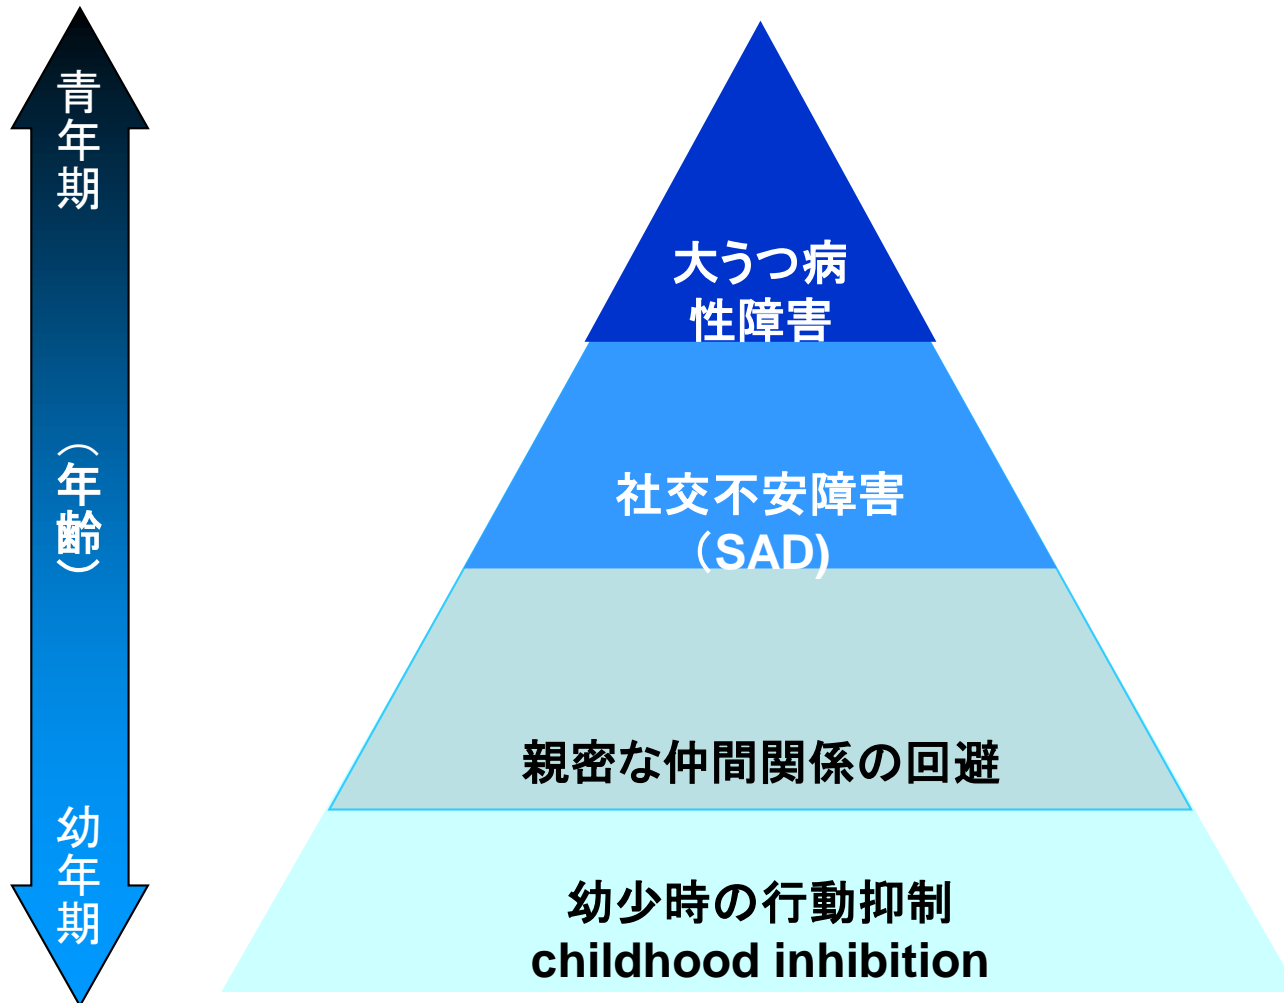 青年期
(年齢)
幼年期
大うつ病
性障害
社交不安障害
(SAD)
親密な仲間関係の回避
幼少時の行動抑制
childhood inhibition